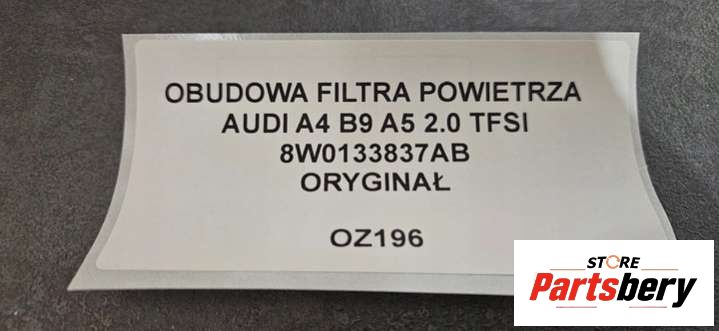 OBUDOWA FILTRA POWIETRZA
AUDI A4 B9 A5 2.0 TFSI
8W0133837AB
ORYGINAŁ
OZ196
STORE
Partsbery